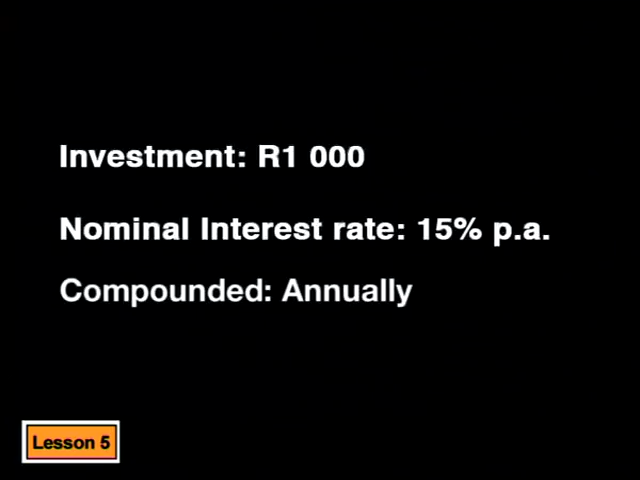 Investment: R1 000
Nominal Interest rate: 15% p.a.
Compounded: Annually
Lesson 5